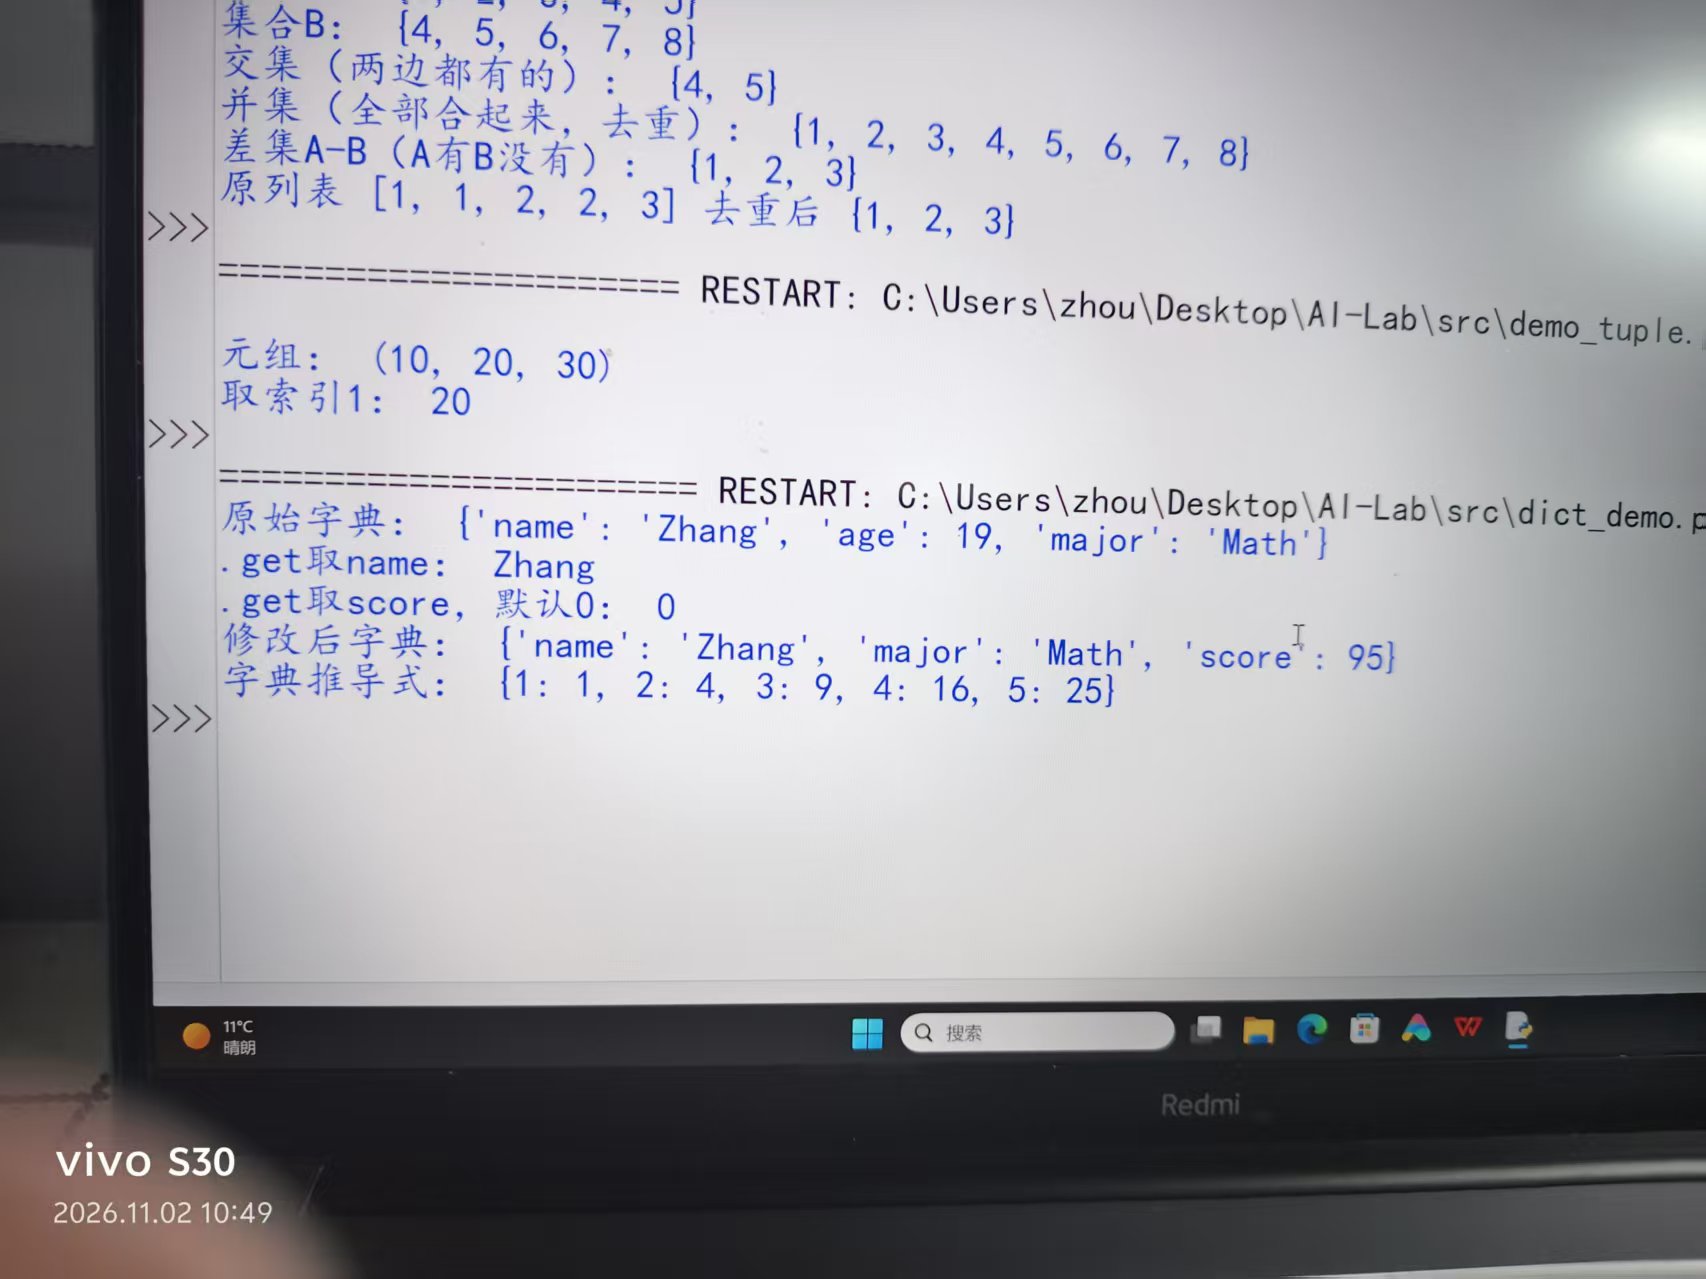 集合B： {4, 5, 6, 7, 8}
交集（两边都有的）： {4, 5}
并集（全部合起来，去重）： {1, 2, 3, 4, 5, 6, 7, 8}
差集A-B（A有B没有）： {1, 2, 3}
原列表 [1, 1, 2, 2, 3] 去重后 {1, 2, 3}
>>>
====================== RESTART: C:\Users\zhou\Desktop\AI-Lab\src\demo_tuple.
元组： (10, 20, 30)
取索引1： 20
>>>
======================= RESTART: C:\Users\zhou\Desktop\AI-Lab\src\dict_demo.p
原始字典： {'name': 'Zhang', 'age': 19, 'major': 'Math'}
.get取name： Zhang
.get取score，默认0： 0
修改后字典： {'name': 'Zhang', 'major': 'Math', 'score': 95}
字典推导式： {1: 1, 2: 4, 3: 9, 4: 16, 5: 25}
>>>
11°C
晴朗
搜索
Redmi
vivo S30
2026.11.02 10:49